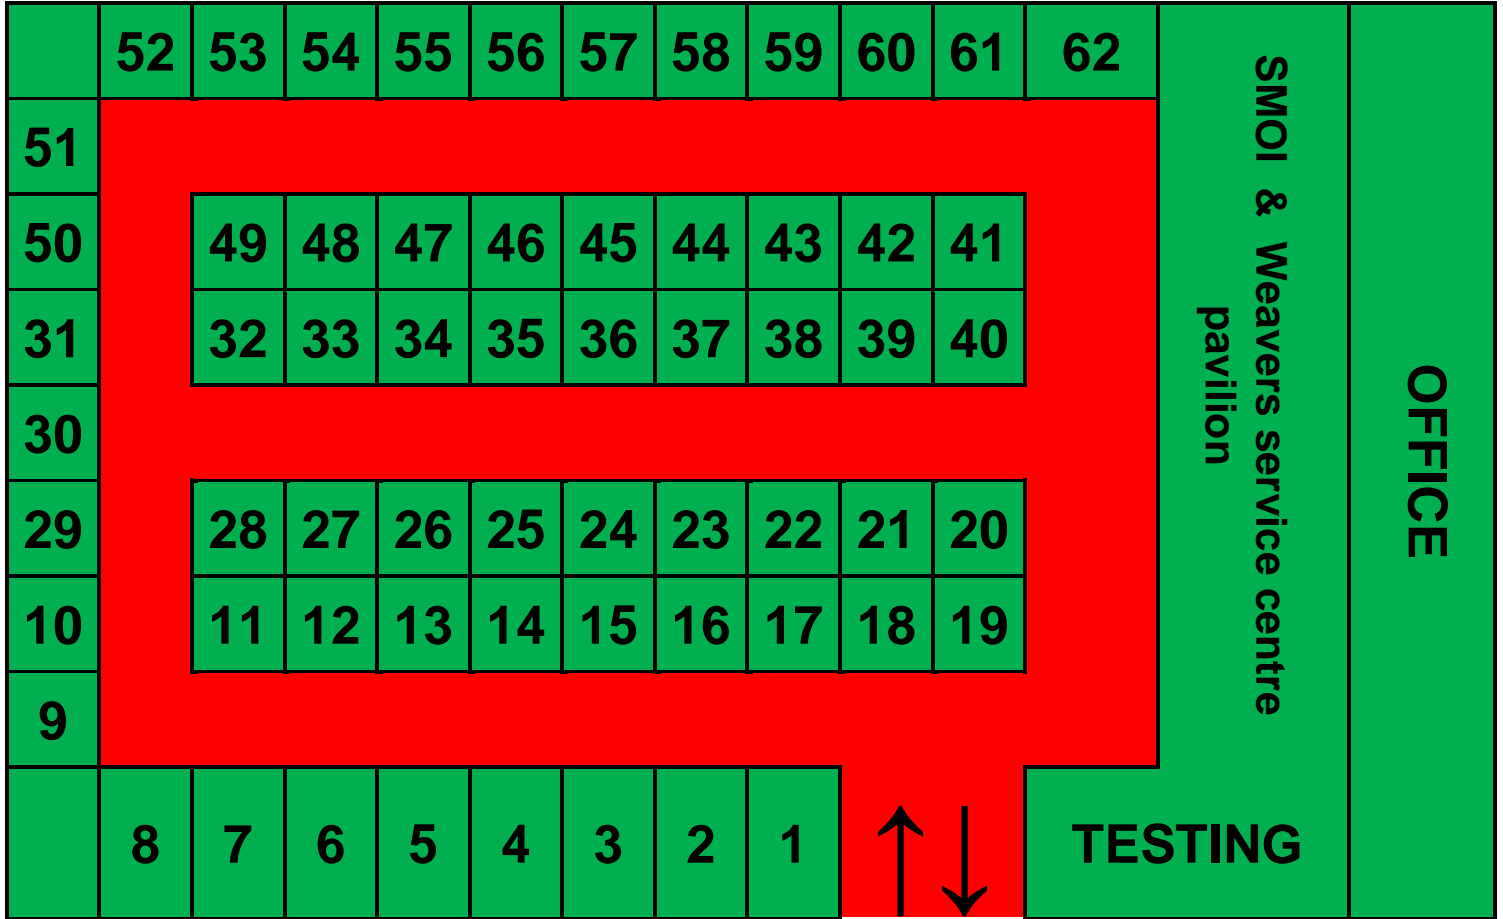 52 53 54 55 56 57 58 59 60 61 62
51
50 49 48 47 46 45 44 43 42 41
31 32 33 34 35 36 37 38 39 40
30
29 28 27 26 25 24 23 22 21 20
10 11 12 13 14 15 16 17 18 19
9
8 7 6 5 4 3 2 1 ↑ ↓ TESTING
SMOI & Weavers service centre
pavilion
OFFICE